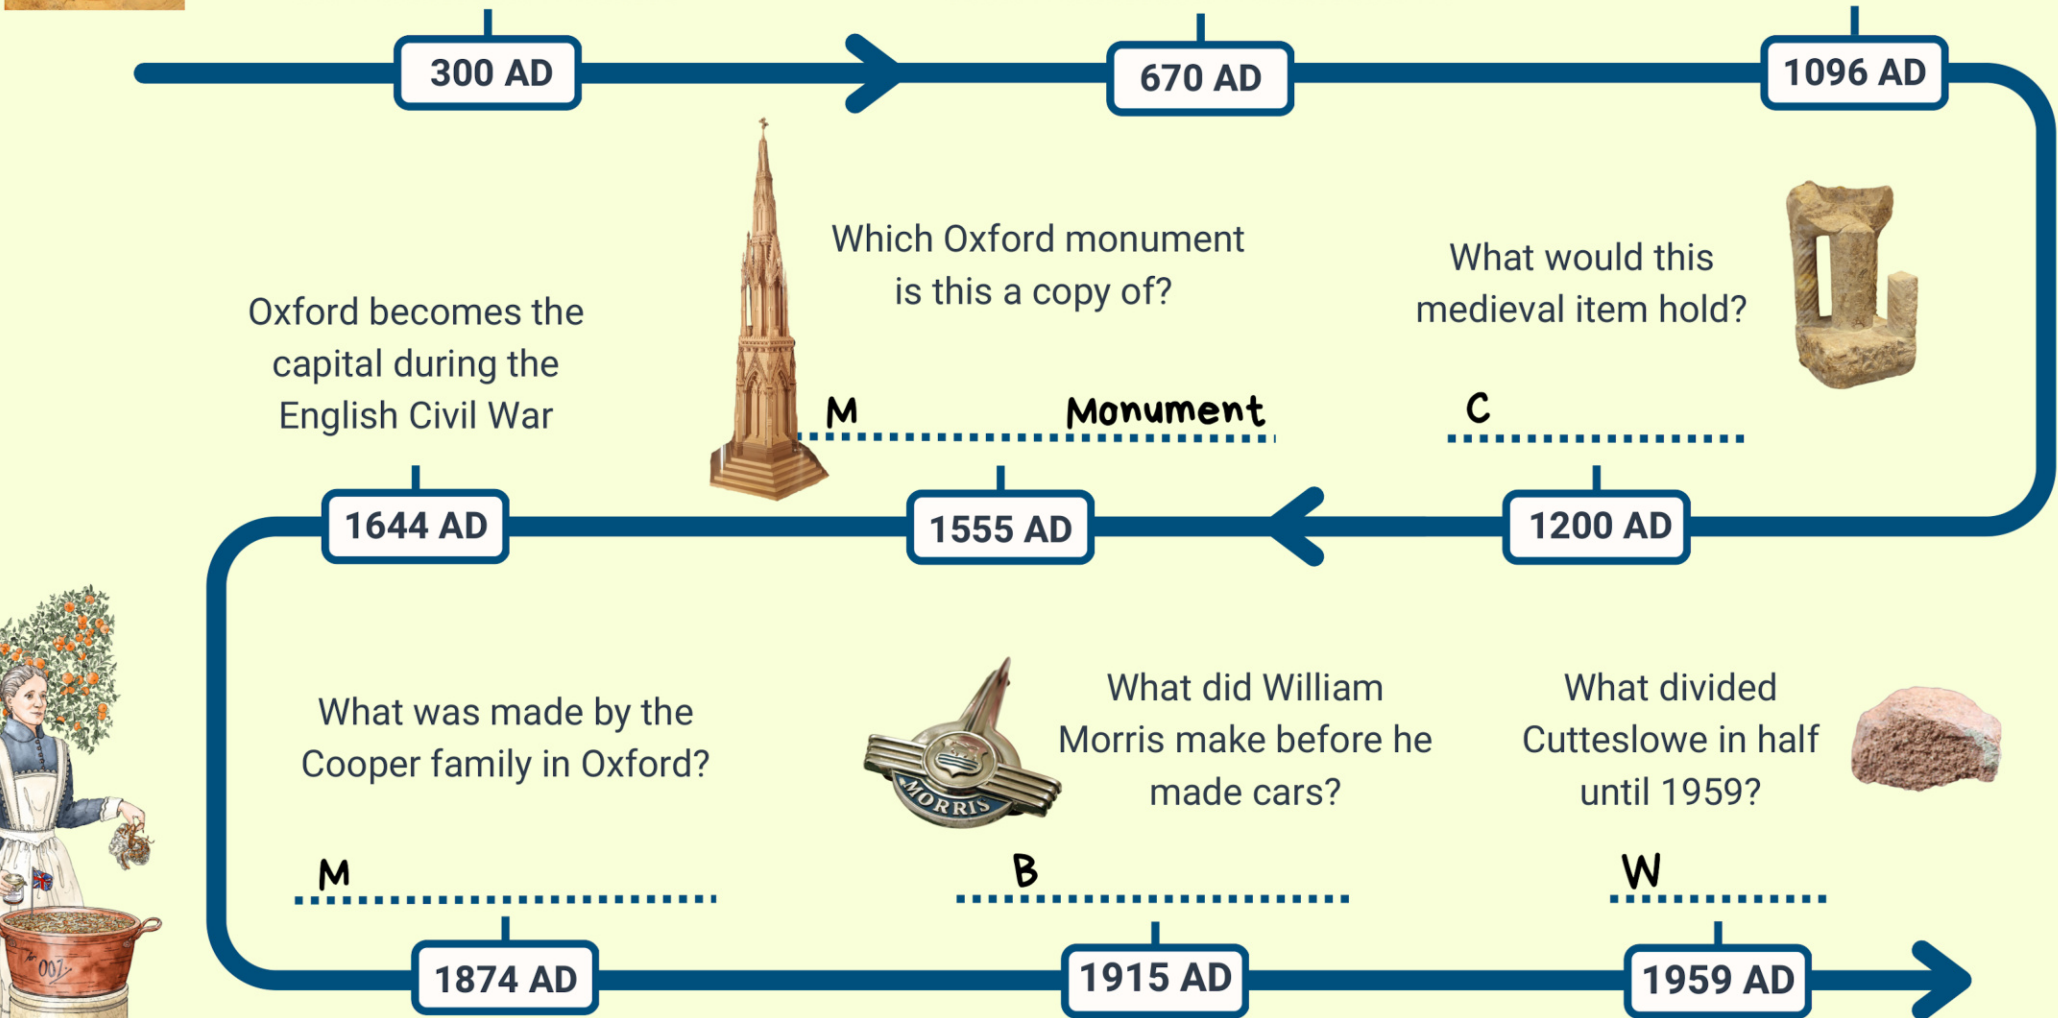 300 AD
670 AD
1096 AD
Oxford becomes the
capital during the
English Civil War
Which Oxford monument
is this a copy of?
What would this
medieval item hold?
M Monument
C
1644 AD
1555 AD
1200 AD
What was made by the
Cooper family in Oxford?
MORRIS
What did William
Morris make before he
made cars?
What divided
Cutteslowe in half
until 1959?
M
B
W
1874 AD
1915 AD
1959 AD